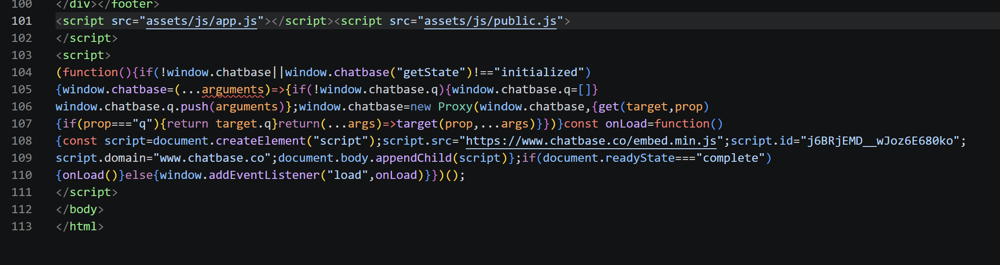 100 </div></footer>
101 <script src="assets/js/app.js"></script><script src="assets/js/public.js">
102 </script>
103 <script>
104 (function(){if(!window.chatbase||window.chatbase("getState")!=="initialized")
105 {window.chatbase=(...arguments)=>{if(!window.chatbase.q){window.chatbase.q=[]}
106 window.chatbase.q.push(arguments)};window.chatbase=new Proxy(window.chatbase,{get(target,prop)
107 {if(prop==="q"){return target.q}return(...args)=>target(prop,...args)}})}const onLoad=function()
108 {const script=document.createElement("script");script.src="https://www.chatbase.co/embed.min.js";script.id="j6BRjEMD__wJoz6E680ko";
109 script.domain="www.chatbase.co";document.body.appendChild(script)};if(document.readyState==="complete")
110 {onLoad()}else{window.addEventListener("load",onLoad)}})();
111 </script>
112 </body>
113 </html>